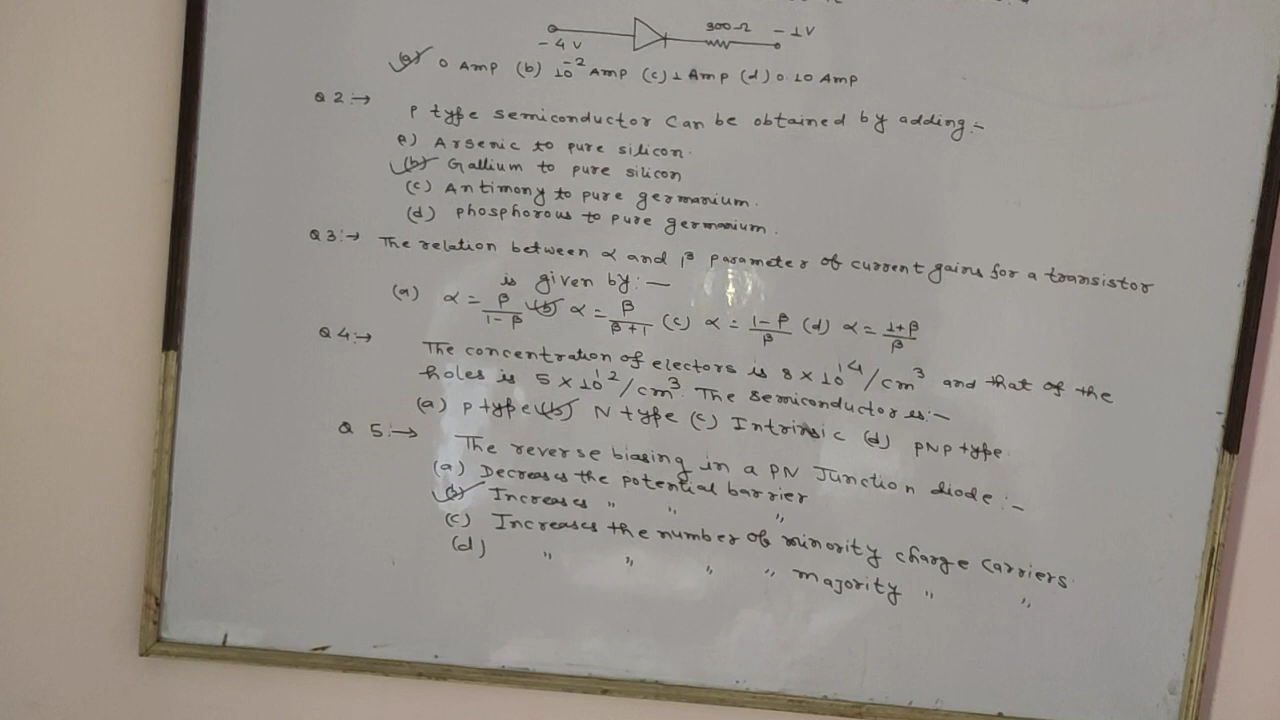 300Ω -1V
-4V
(a) 0 Amp (b) 10⁻² Amp (c) 1 Amp (d) 0.10 Amp
Q2:→
P type semiconductor can be obtained by adding:-
a) Arsenic to pure silicon.
(b) Gallium to pure silicon
(c) Antimony to pure germanium.
(d) phosphorous to pure germanium.
Q3:→ The relation between α and β parameter of current gains for a transistor
is given by:—
(a) α = β/1-β (b) α = β/β+1 (c) α = 1-β/β (d) α = 1+β/β
Q4:→
The concentration of electors is 8×10¹⁴/cm³ and that of the
holes is 5×10¹²/cm³. The semiconductor is:-
(a) P type (b) N type (c) Intrinsic (d) PNP type.
Q 5:→
The reverse biasing in a PN Junction diode:-
(a) Decreases the potential barrier
(b) Increases " " "
(c) Increases the number of minority charge carriers.
(d) " " " " majority " "